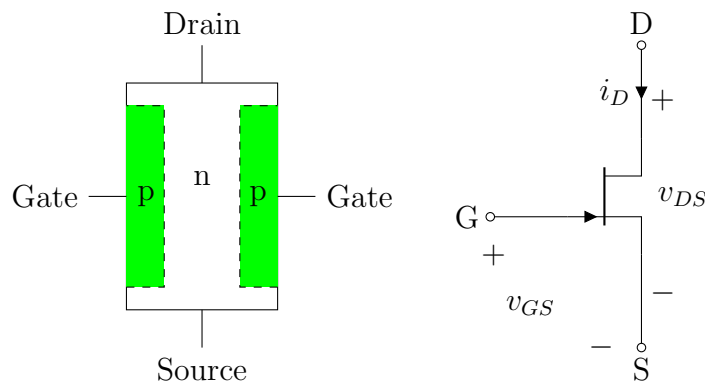 Drain
D
i_D
+
n
p
p
Gate
Gate
v_DS
G
+
v_GS
−
−
Source
S